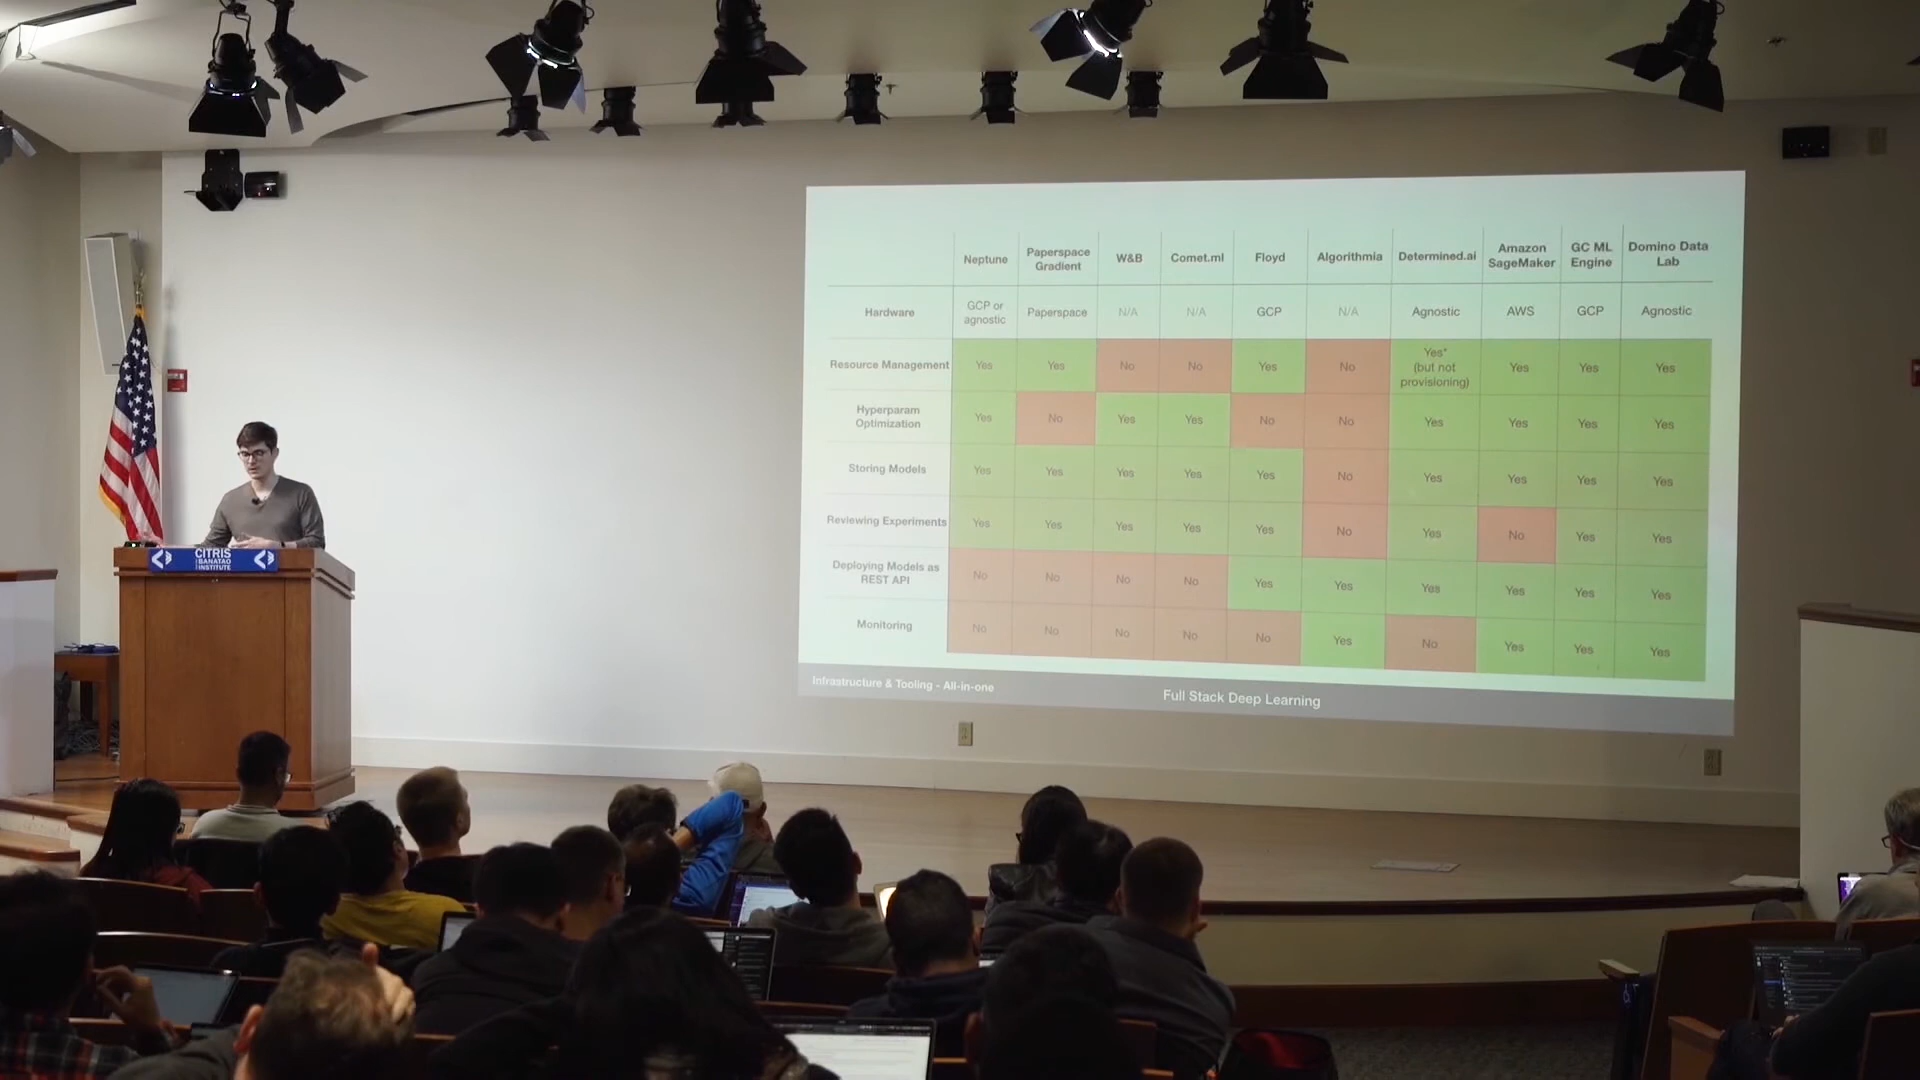 Neptune
Paperspace
Gradient
W&B
Comet.ml
Floyd
Algorithmia
Determined.ai
Amazon
SageMaker
GC ML
Engine
Domino Data
Lab
Hardware
GCP or
agnostic
Paperspace
N/A
N/A
GCP
N/A
Agnostic
AWS
GCP
Agnostic
Resource Management
Yes
Yes
No
No
Yes
No
Yes*
(but not
provisioning)
Yes
Yes
Yes
Hyperparam
Optimization
Yes
No
Yes
Yes
No
No
Yes
Yes
Yes
Yes
Storing Models
Yes
Yes
Yes
Yes
Yes
No
Yes
Yes
Yes
Yes
Reviewing Experiments
Yes
Yes
Yes
Yes
Yes
No
Yes
No
Yes
Yes
Deploying Models as
REST API
No
No
No
No
Yes
Yes
Yes
Yes
Yes
Yes
Monitoring
No
No
No
No
No
Yes
No
Yes
Yes
Yes
Infrastructure & Tooling - All-in-one
Full Stack Deep Learning
CITRIS
BANATAO
INSTITUTE